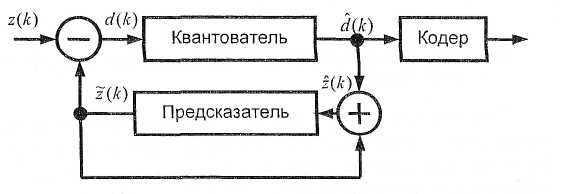 z(k)
−
d(k)
Квантователь
d̂(k)
Кодер
z̃(k)
Предсказатель
ẑ(k)
+